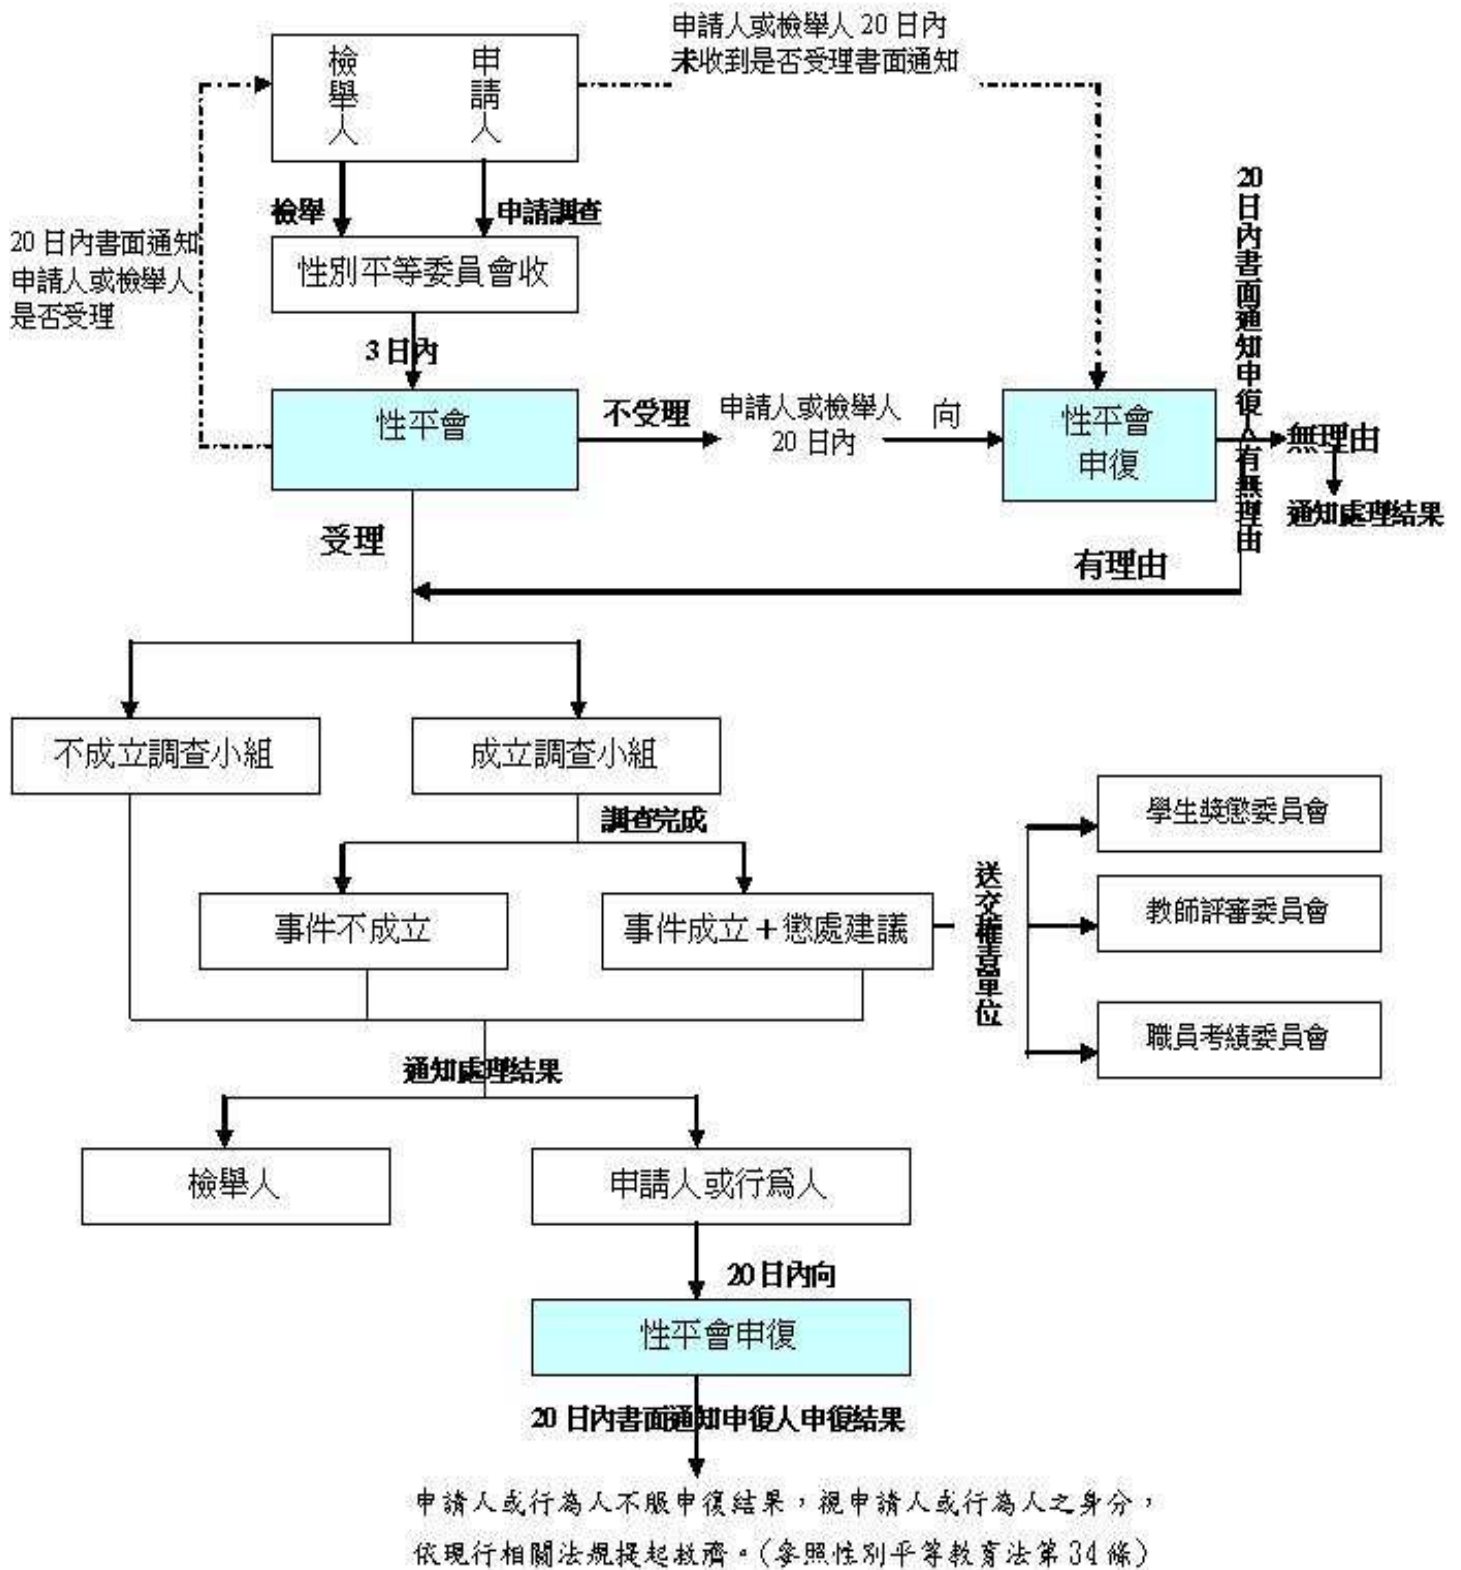 申請人或檢舉人 20 日內
未收到是否受理書面通知
檢舉人
申請人
檢舉
申請調查
20 日內書面通知
申請人或檢舉人
是否受理
性別平等委員會收
3 日內
性平會
不受理
申請人或檢舉人
20 日內
向
性平會
申復
20日內書面通知申復人有無理由
無理由
通知處理結果
受理
有理由
不成立調查小組
成立調查小組
調查完成
事件不成立
事件成立＋懲處建議
送交權責單位
學生獎懲委員會
教師評審委員會
職員考績委員會
通知處理結果
檢舉人
申請人或行為人
20 日內向
性平會申復
20 日內書面通知申復人申復結果
申請人或行為人不服申復結果，視申請人或行為人之身分，
依現行相關法規提起救濟。(參照性別平等教育法第 34 條)